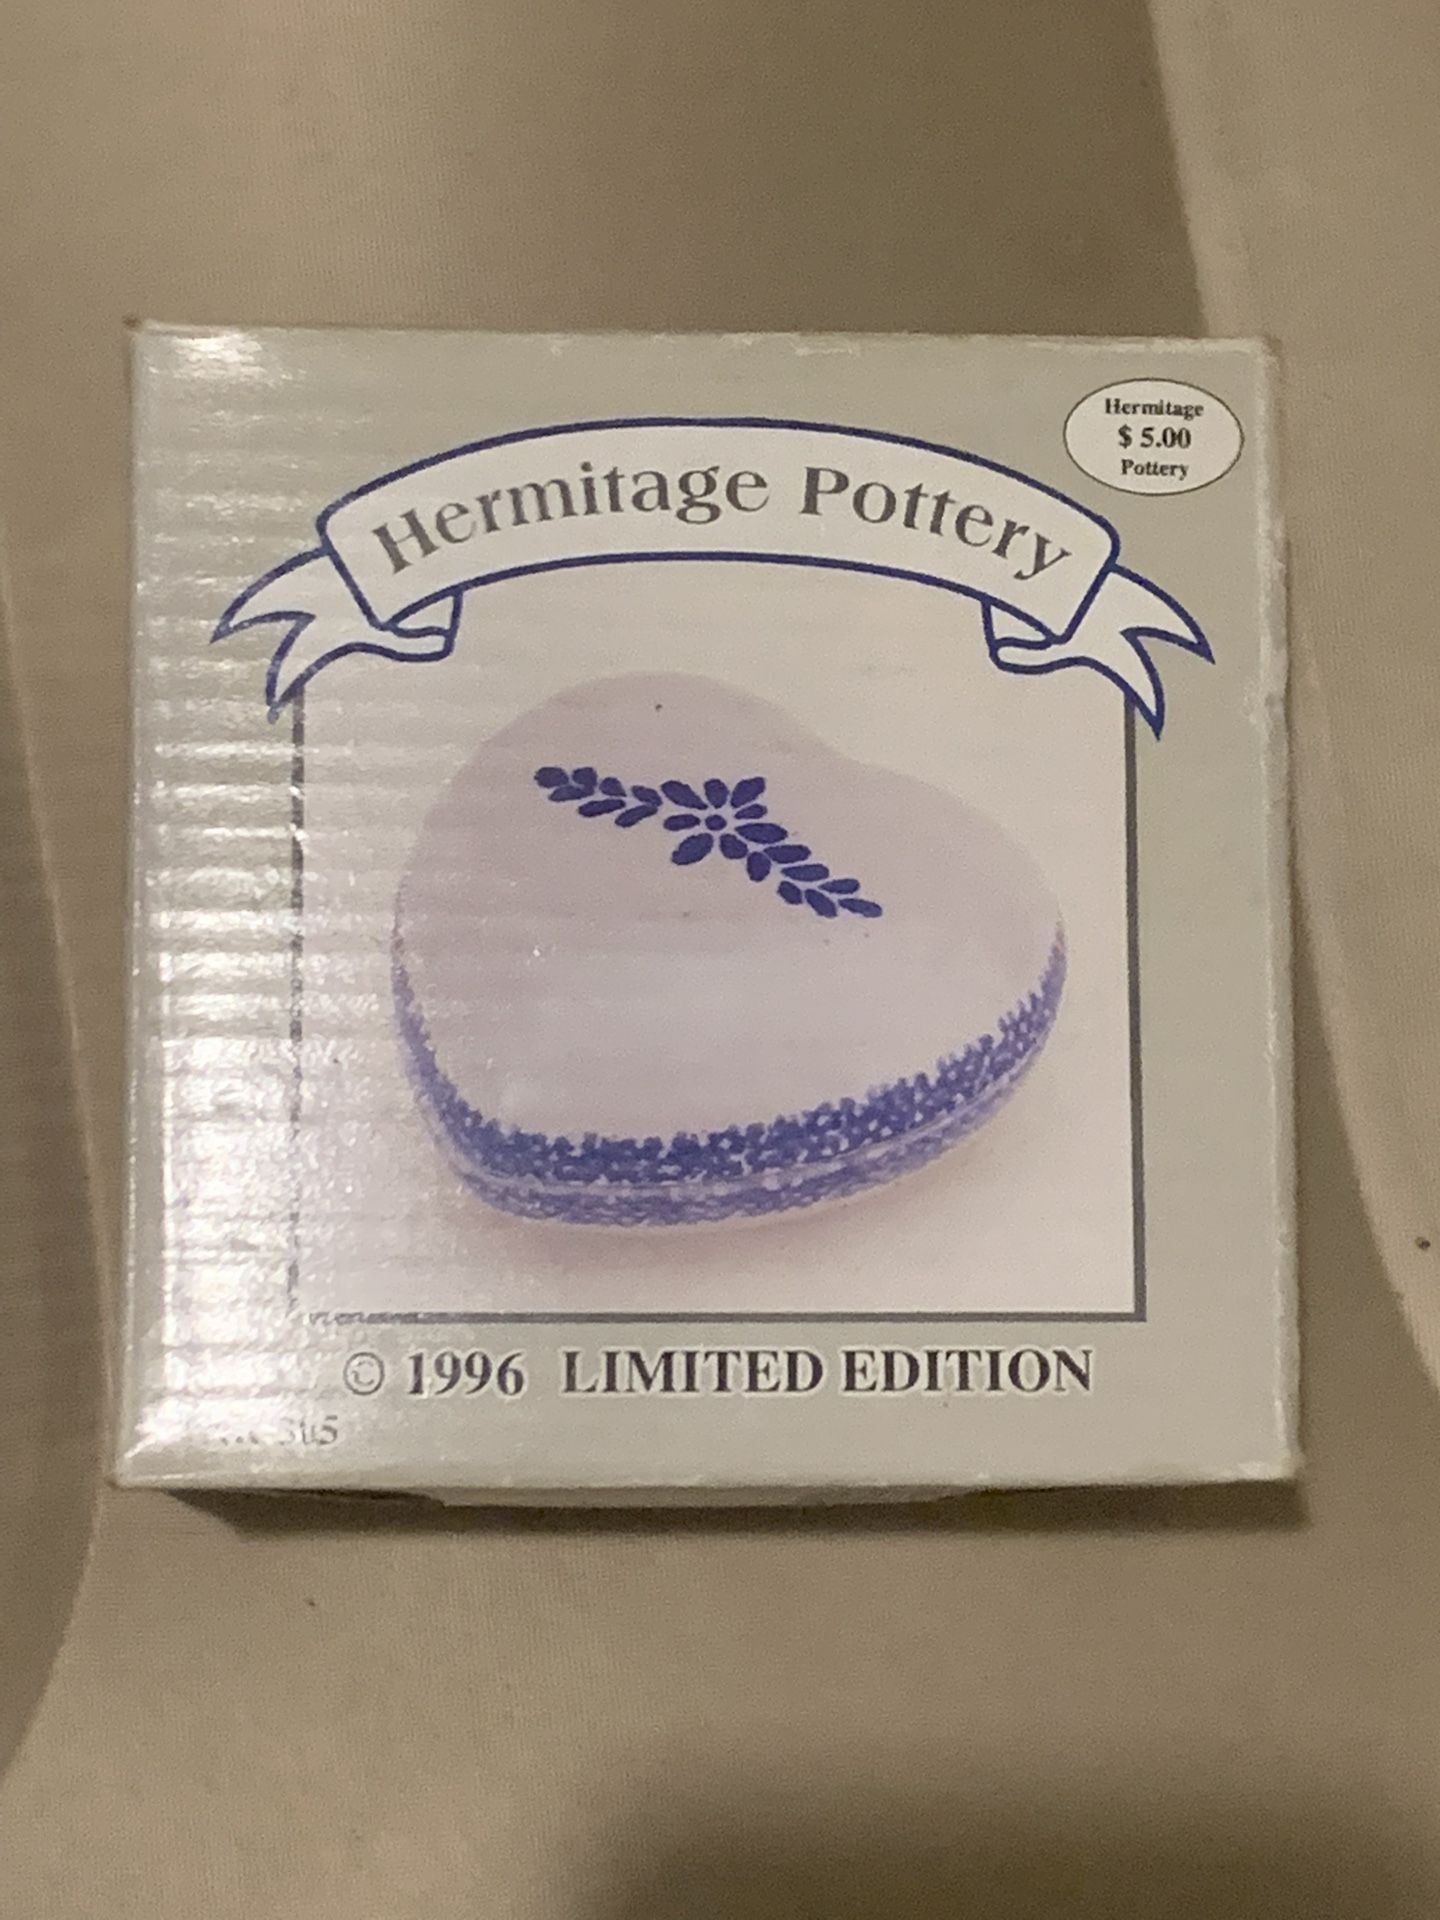 Hermitage
$ 5.00
Pottery
Hermitage Pottery
© 1996 LIMITED EDITION